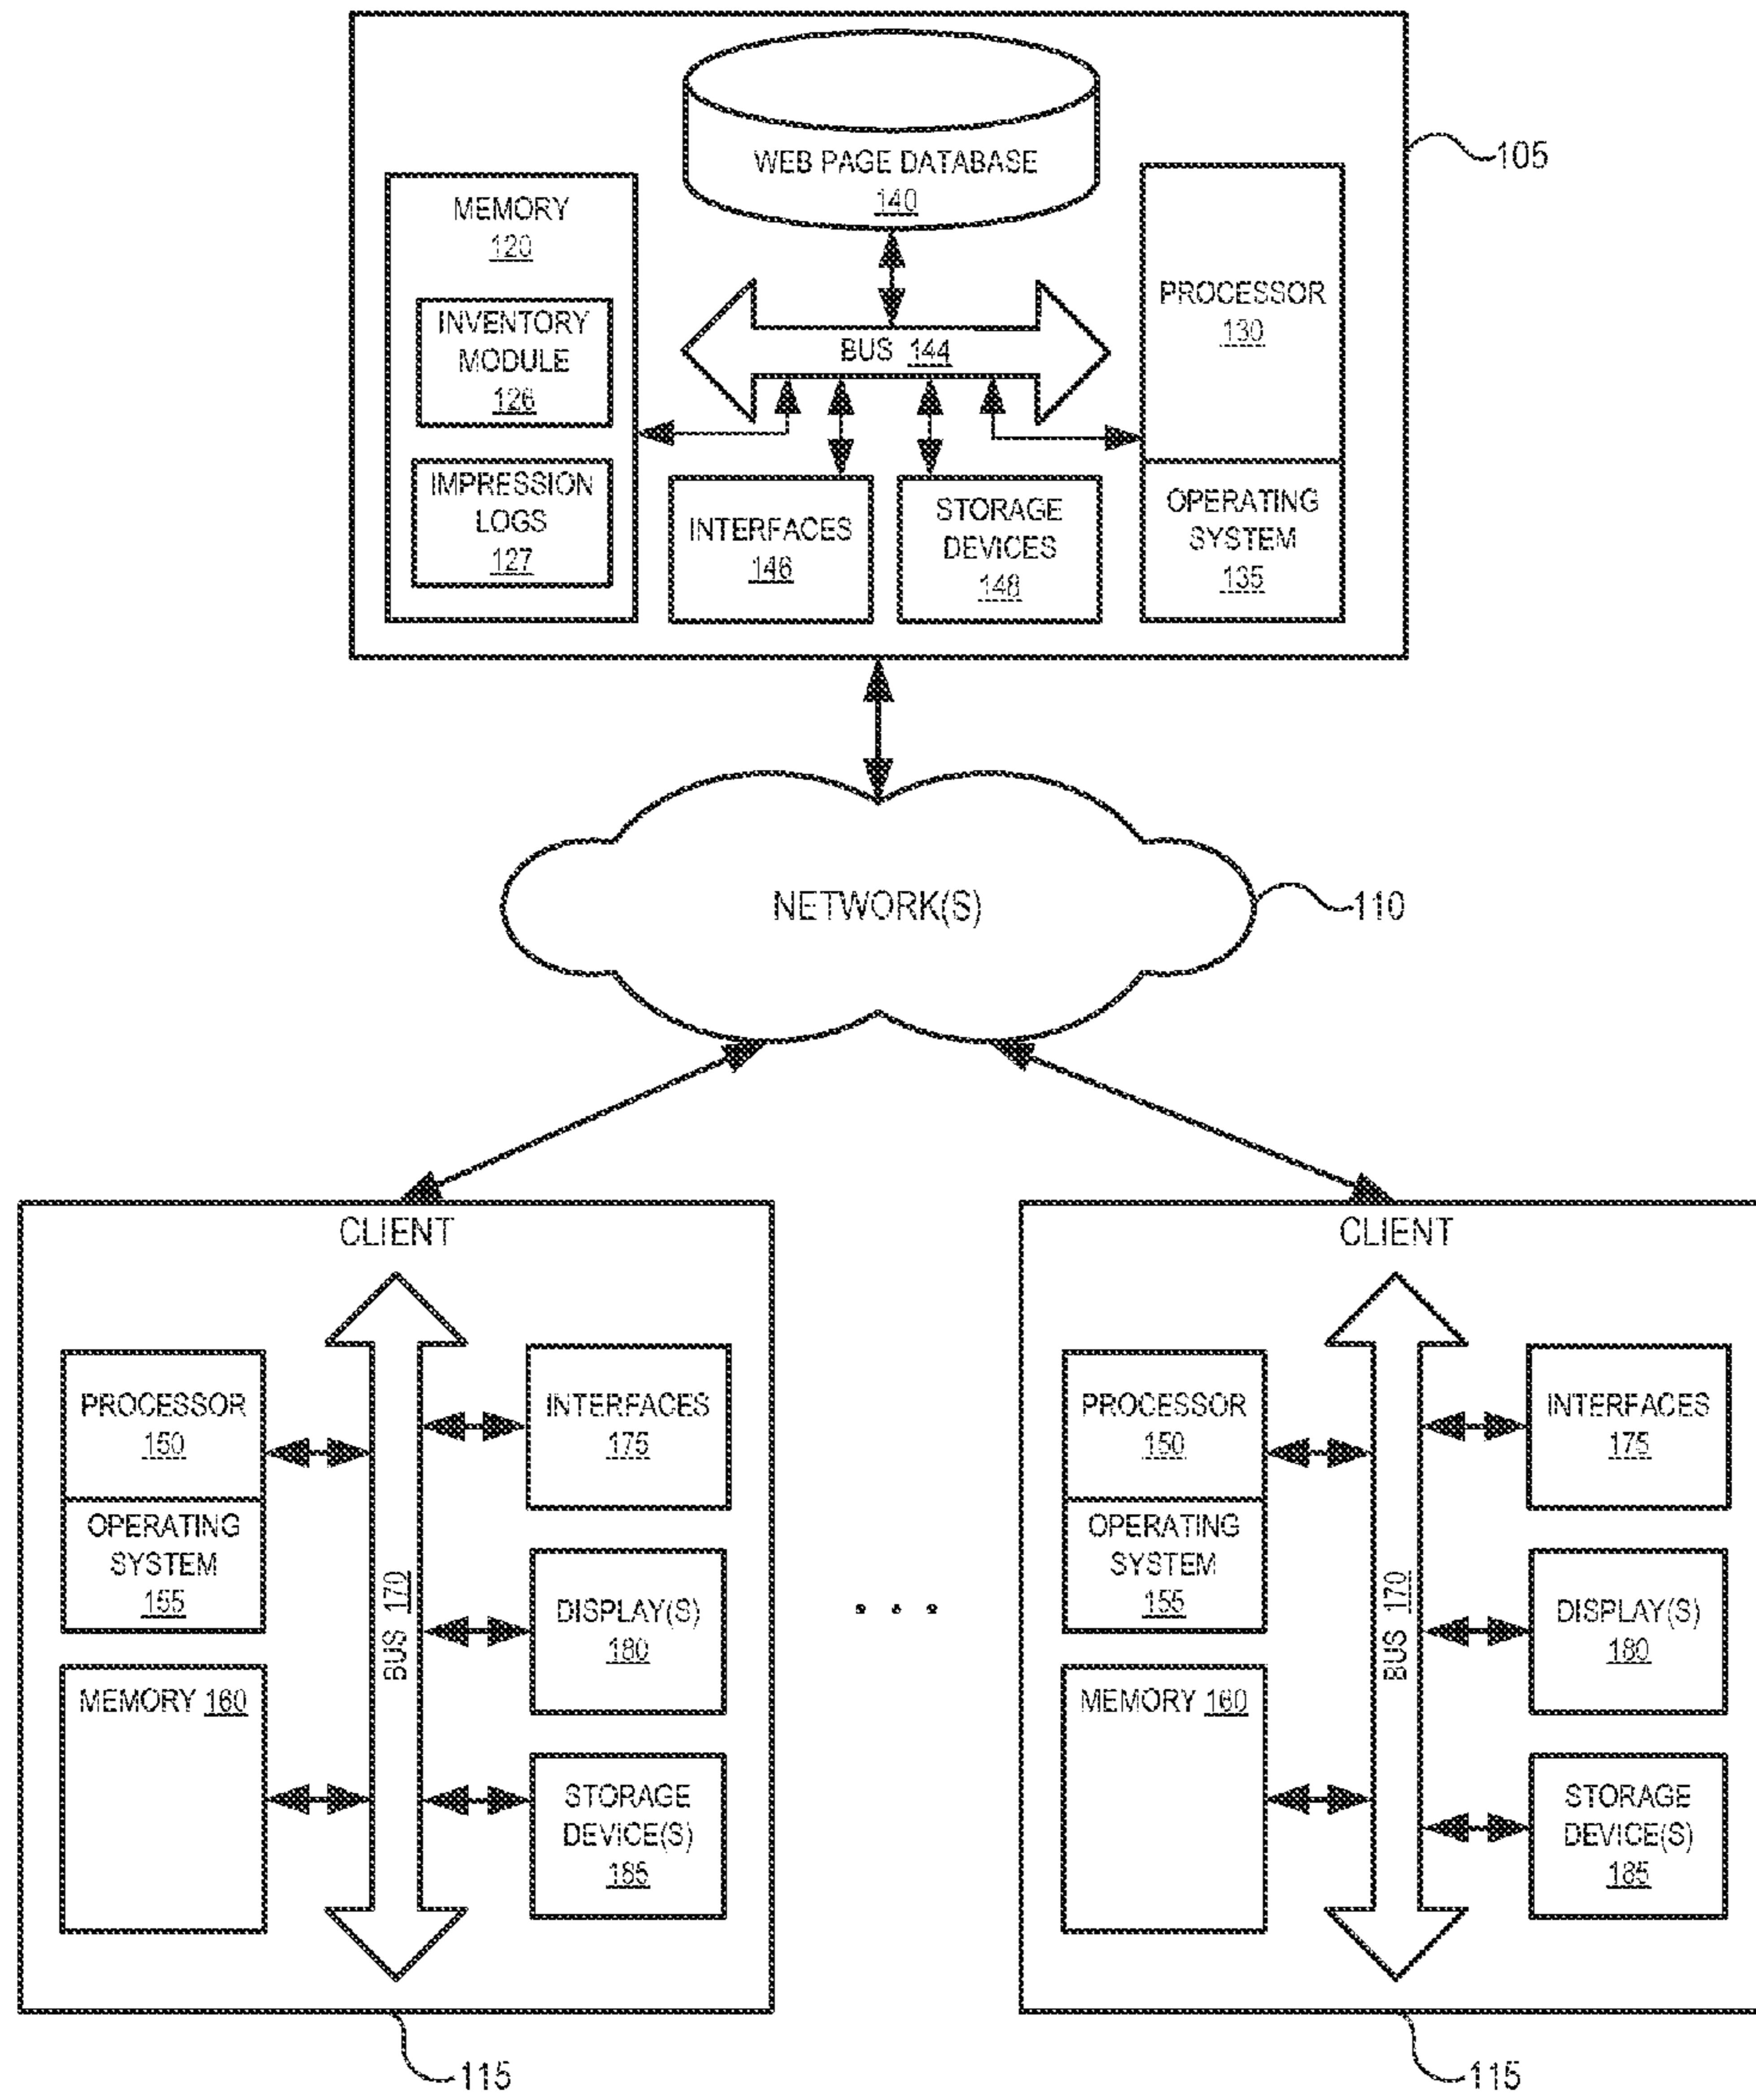 WEB PAGE DATABASE
140
105
MEMORY
120
INVENTORY
MODULE
126
IMPRESSION
LOGS
127
BUS 144
INTERFACES
146
STORAGE
DEVICES
148
PROCESSOR
130
OPERATING
SYSTEM
135
NETWORK(S)
110
CLIENT
PROCESSOR
150
OPERATING
SYSTEM
155
MEMORY 160
BUS 170
INTERFACES
175
DISPLAY(S)
180
STORAGE
DEVICE(S)
185
115
. . .
CLIENT
PROCESSOR
150
OPERATING
SYSTEM
155
MEMORY 160
BUS 170
INTERFACES
175
DISPLAY(S)
180
STORAGE
DEVICE(S)
185
115